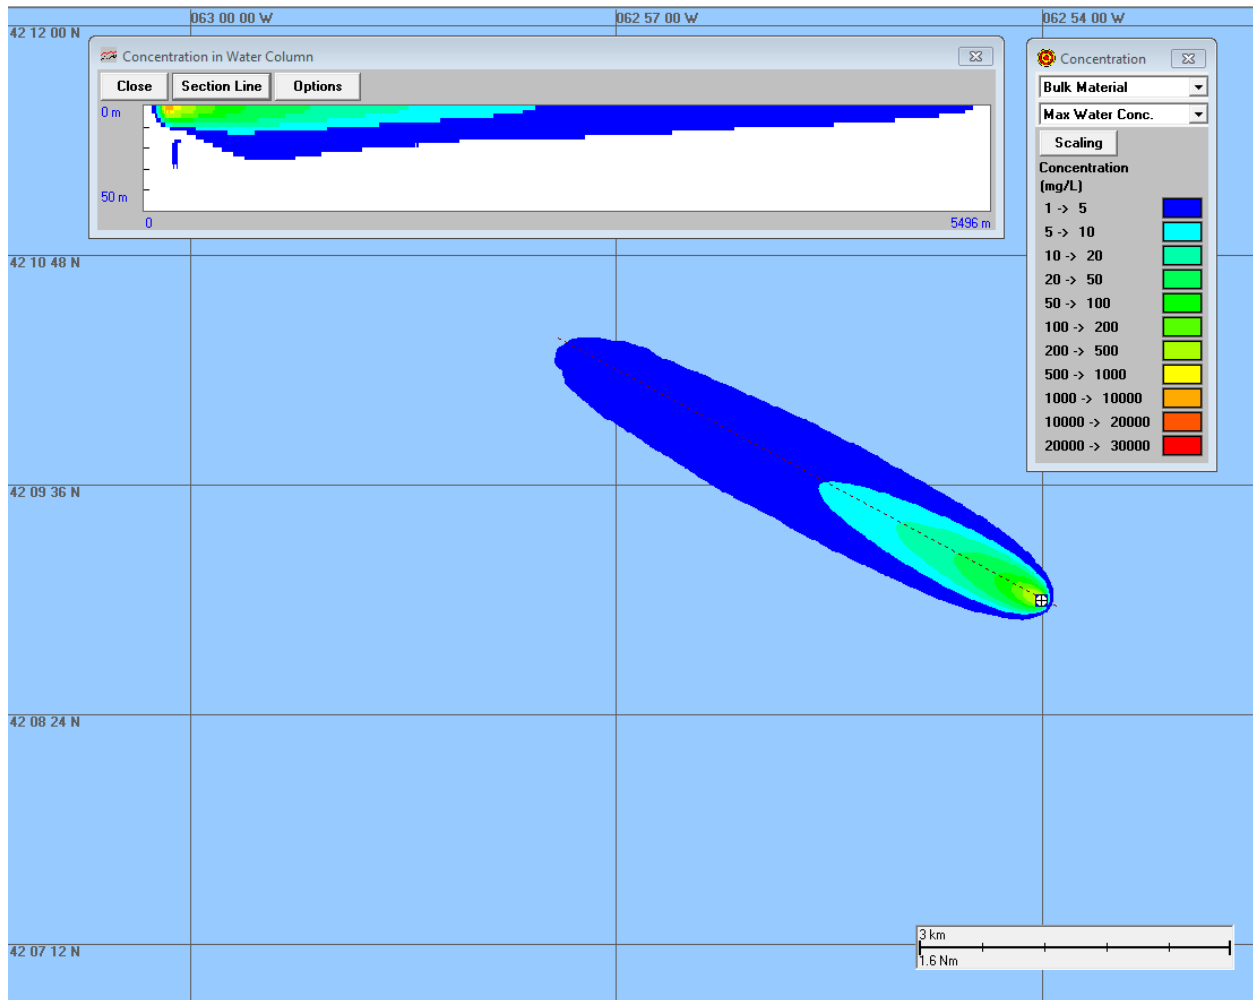 063 00 00 W
062 57 00 W
062 54 00 W
42 12 00 N
Concentration in Water Column
Close
Section Line
Options
0 m
50 m
0
5496 m
Concentration
Bulk Material
Max Water Conc.
Scaling
Concentration
(mg/L)
1 -> 5
5 -> 10
10 -> 20
20 -> 50
50 -> 100
100 -> 200
200 -> 500
500 -> 1000
1000 -> 10000
10000 -> 20000
20000 -> 30000
42 10 48 N
42 09 36 N
42 08 24 N
42 07 12 N
3 km
1.6 Nm